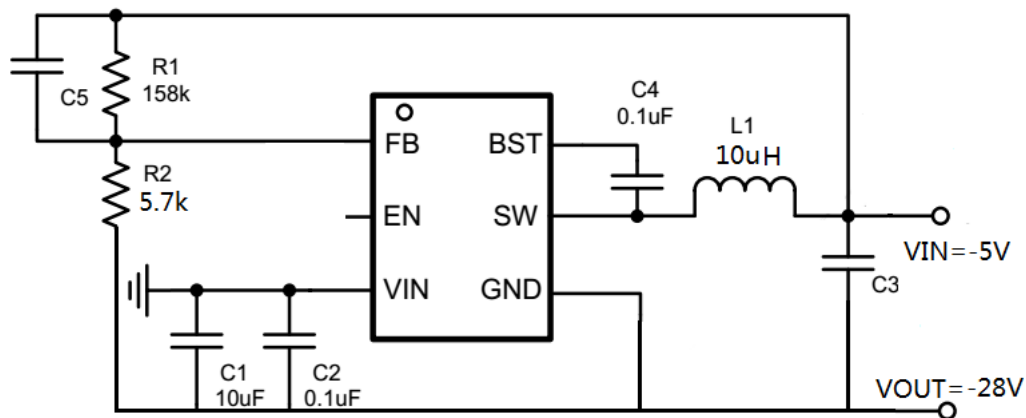 R1
158k
C5
R2
5.7k
FB
BST
EN
SW
VIN
GND
C4
0.1uF
L1
10uH
VIN=-5V
C3
C1
10uF
C2
0.1uF
VOUT=-28V